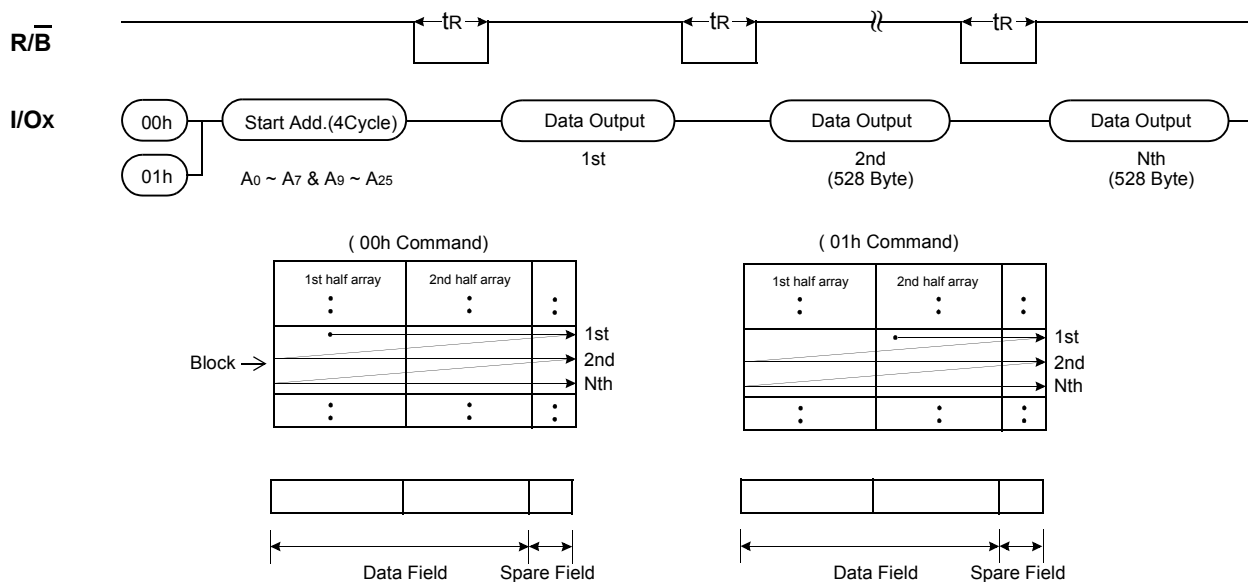 R/B tR tR tR
I/Ox 00h Start Add.(4Cycle) Data Output Data Output Data Output
01h A0 ~ A7 & A9 ~ A25 1st 2nd Nth
(528 Byte) (528 Byte)
( 00h Command) ( 01h Command)
1st half array 2nd half array 1st half array 2nd half array
1st 1st
Block 2nd 2nd
Nth Nth
Data Field Spare Field Data Field Spare Field